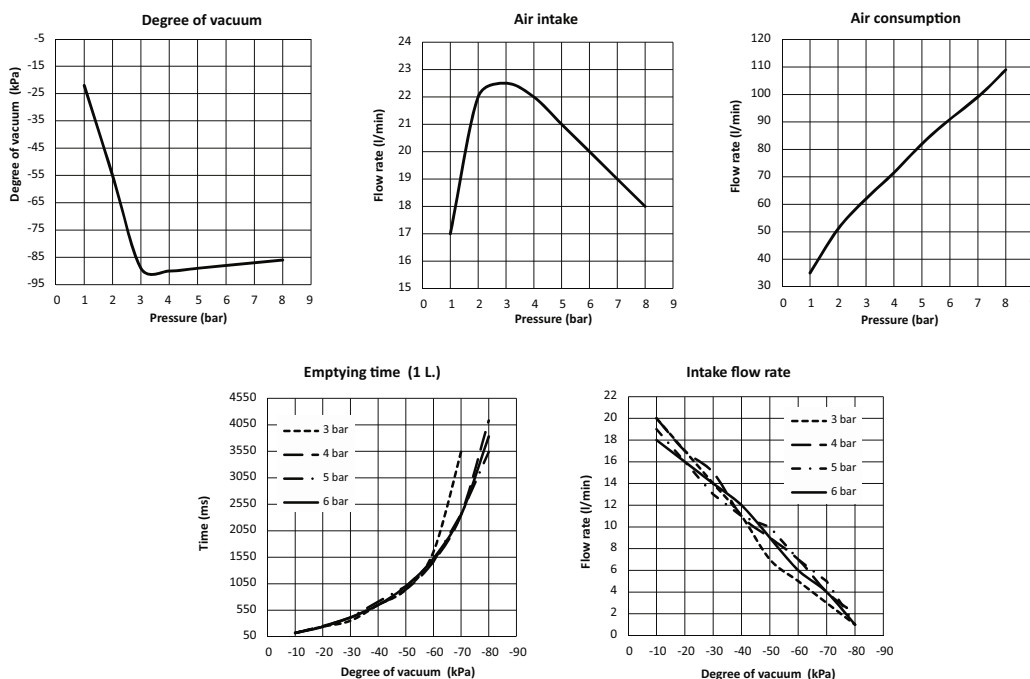 Degree of vacuum
Degree of vacuum (kPa)
-5
-15
-25
-35
-45
-55
-65
-75
-85
-95
0 1 2 3 4 5 6 7 8 9
Pressure (bar)
Air intake
Flow rate (l/min)
24
23
22
21
20
19
18
17
16
15
0 1 2 3 4 5 6 7 8 9
Pressure (bar)
Air consumption
Flow rate (l/min)
120
110
100
90
80
70
60
50
40
30
0 1 2 3 4 5 6 7 8
Pressure (bar)
Emptying time (1 L.)
Time (ms)
4550
4050
3550
3050
2550
2050
1550
1050
550
50
3 bar
4 bar
5 bar
6 bar
0 -10 -20 -30 -40 -50 -60 -70 -80 -90
Degree of vacuum (kPa)
Intake flow rate
Flow rate (l/min)
22
20
18
16
14
12
10
8
6
4
2
0
3 bar
4 bar
5 bar
6 bar
0 -10 -20 -30 -40 -50 -60 -70 -80 -90
Degree of vacuum (kPa)